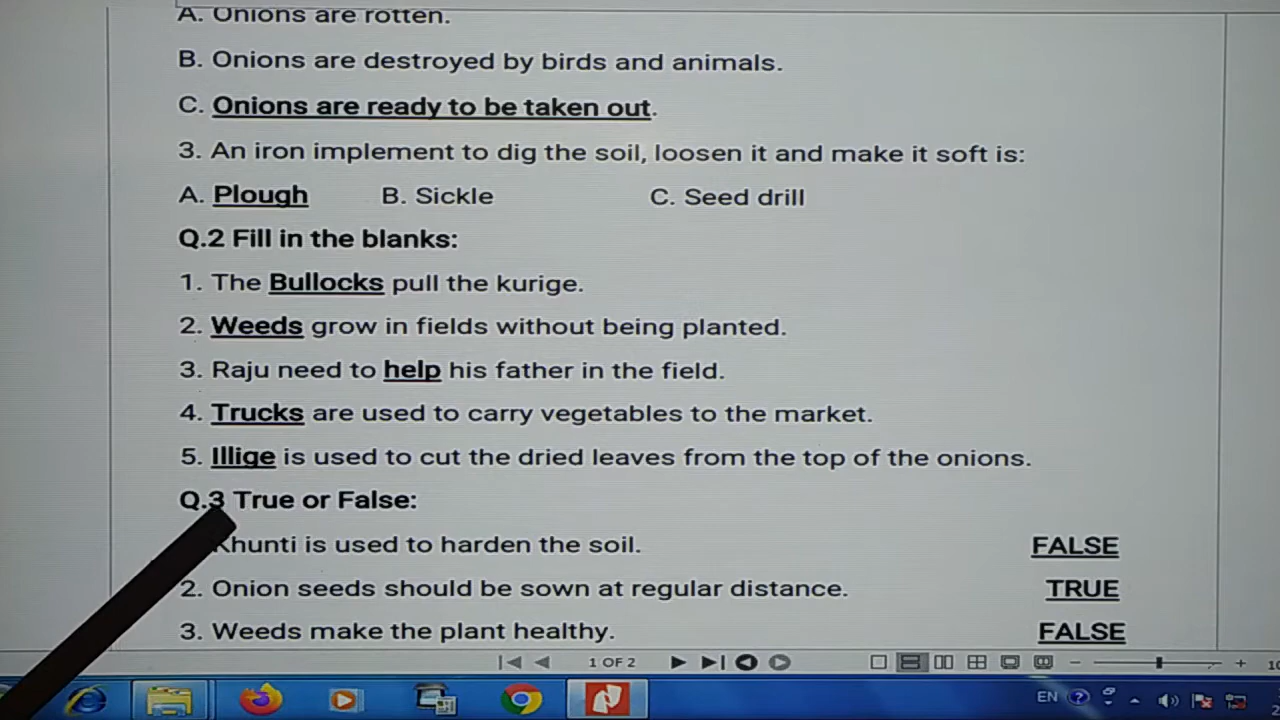 A. Onions are rotten.
B. Onions are destroyed by birds and animals.
C. Onions are ready to be taken out.
3. An iron implement to dig the soil, loosen it and make it soft is:
A. Plough B. Sickle C. Seed drill
Q.2 Fill in the blanks:
1. The Bullocks pull the kurige.
2. Weeds grow in fields without being planted.
3. Raju need to help his father in the field.
4. Trucks are used to carry vegetables to the market.
5. Illige is used to cut the dried leaves from the top of the onions.
Q.3 True or False:
Khunti is used to harden the soil. FALSE
2. Onion seeds should be sown at regular distance. TRUE
3. Weeds make the plant healthy. FALSE
1 OF 2
EN